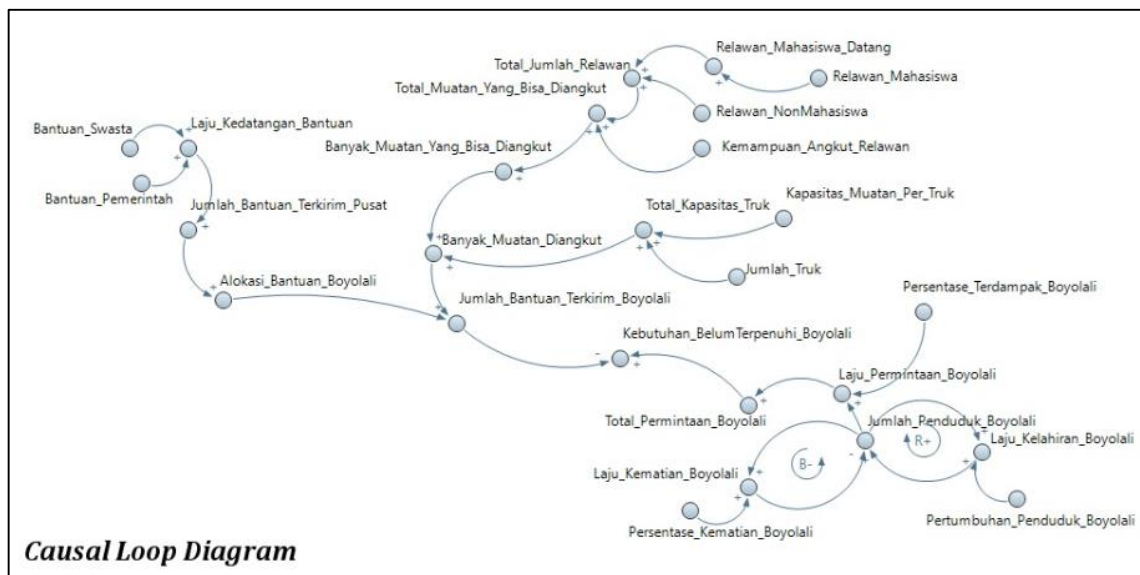 Relawan_Mahasiswa_Datang
Total_Jumlah_Relawan
Relawan_Mahasiswa
Total_Muatan_Yang_Bisa_Diangkut
Relawan_NonMahasiswa
Bantuan_Swasta
Laju_Kedatangan_Bantuan
Banyak_Muatan_Yang_Bisa_Diangkut
Kemampuan_Angkut_Relawan
Bantuan_Pemerintah
Jumlah_Bantuan_Terkirim_Pusat
Total_Kapasitas_Truk
Kapasitas_Muatan_Per_Truk
Banyak_Muatan_Diangkut
Jumlah_Truk
Alokasi_Bantuan_Boyolali
Jumlah_Bantuan_Terkirim_Boyolali
Persentase_Terdampak_Boyolali
Kebutuhan_BelumTerpenuhi_Boyolali
Laju_Permintaan_Boyolali
Total_Permintaan_Boyolali
Jumlah_Penduduk_Boyolali
R+
Laju_Kelahiran_Boyolali
B-
Laju_Kematian_Boyolali
Persentase_Kematian_Boyolali
Pertumbuhan_Penduduk_Boyolali
Causal Loop Diagram